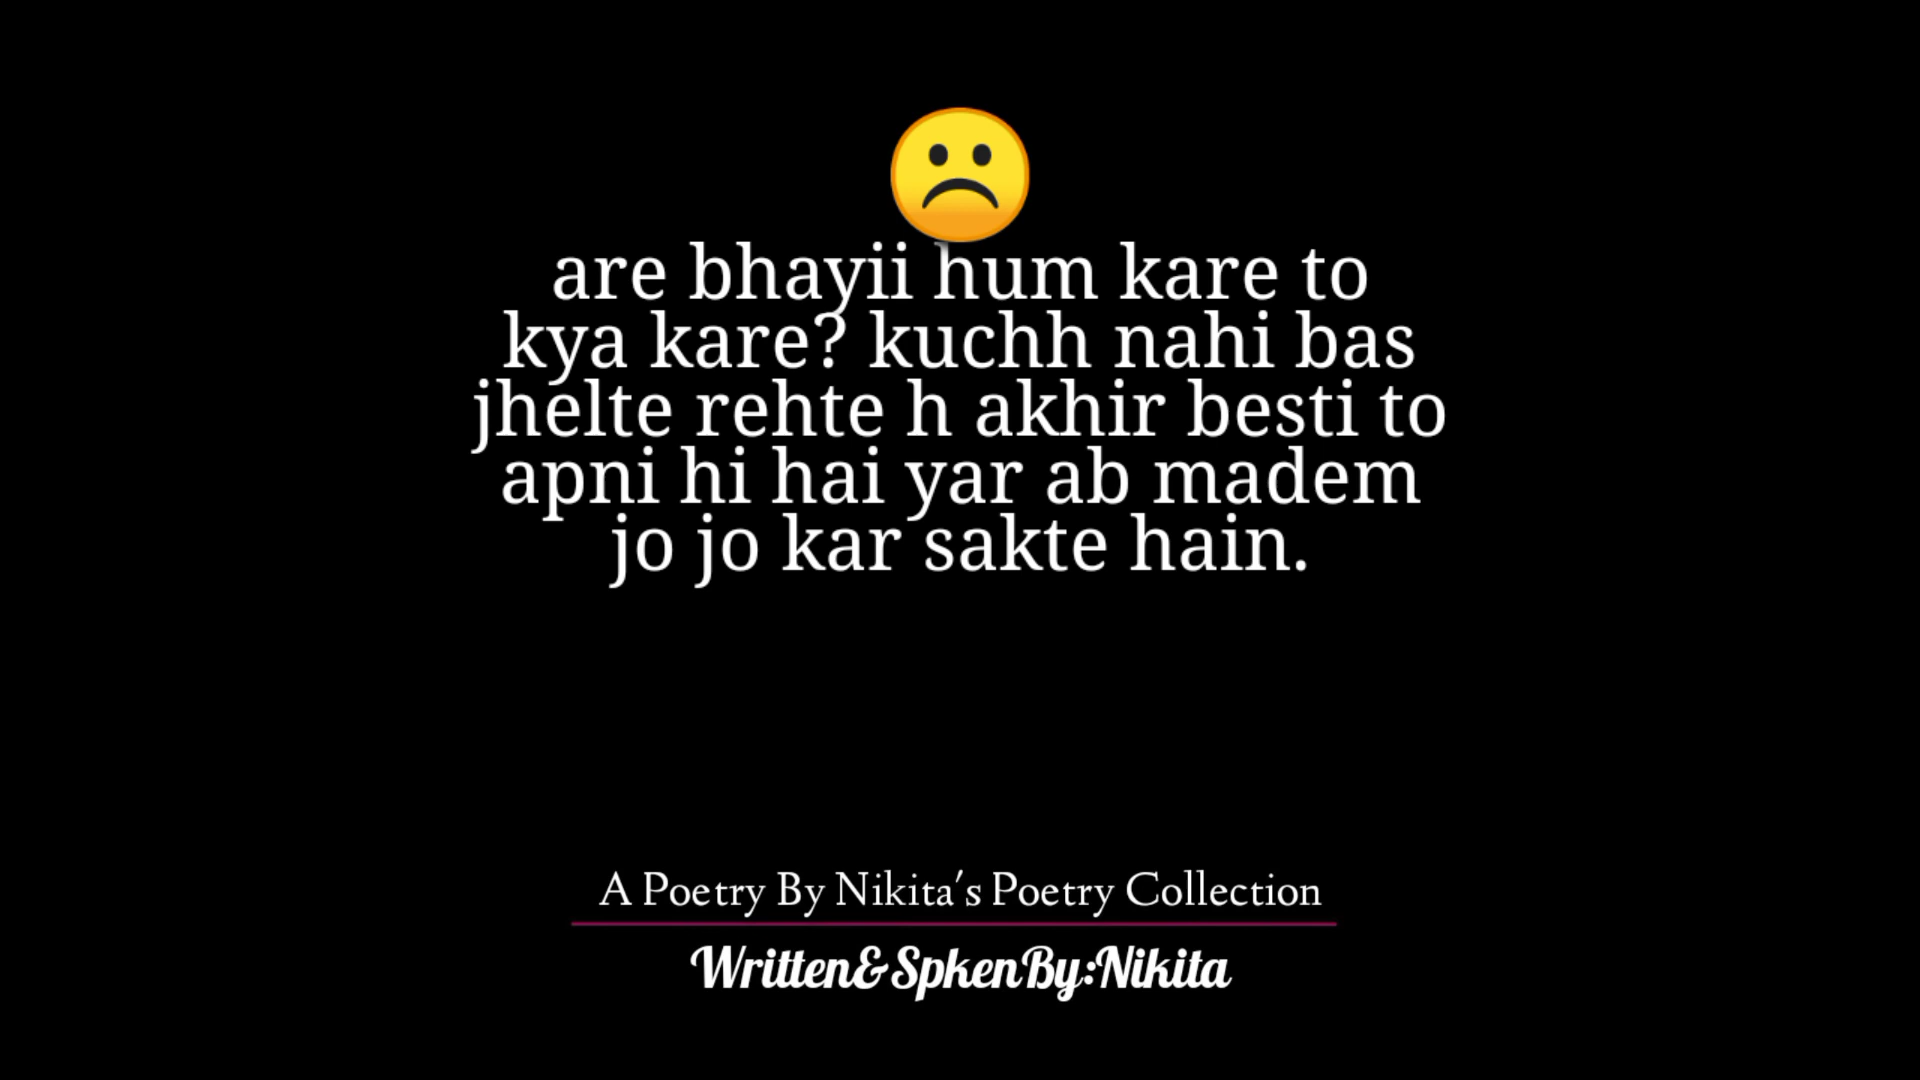 are bhayii hum kare to
kya kare? kuchh nahi bas
jhelte rehte h akhir besti to
apni hi hai yar ab madem
jo jo kar sakte hain.
A Poetry By Nikita's Poetry Collection
Written&SpkenBy:Nikita